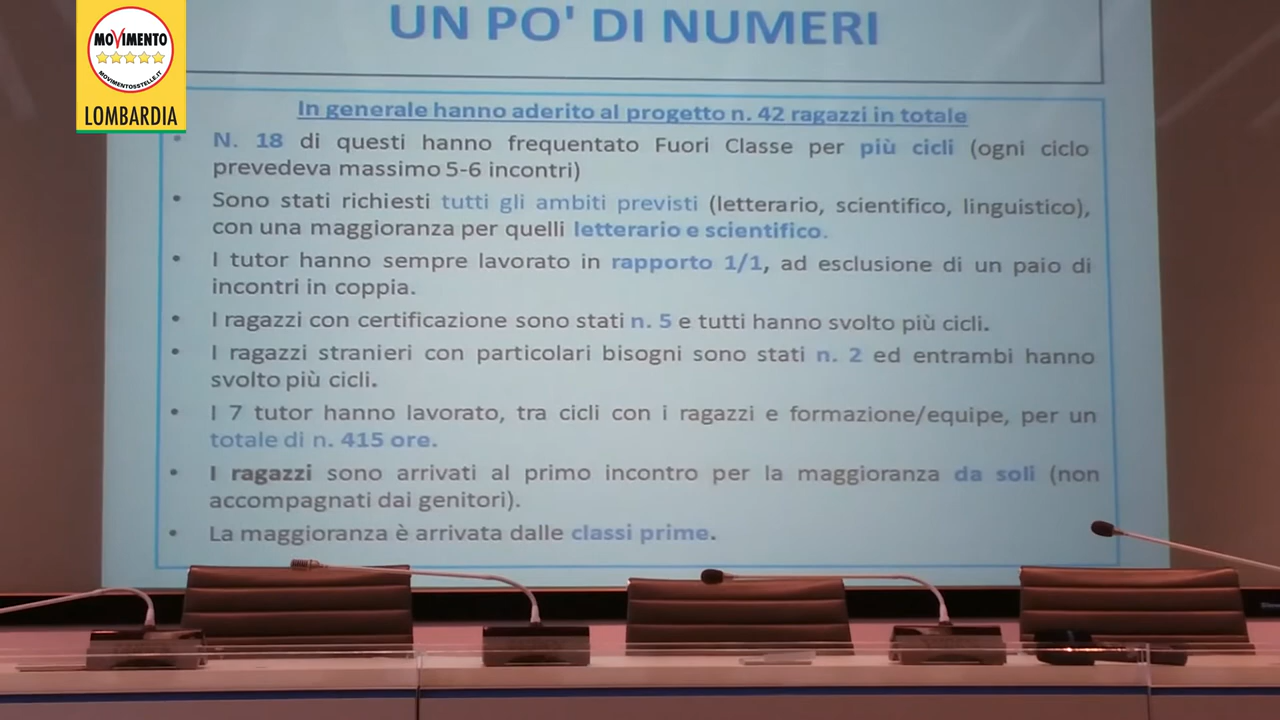 MOVIMENTO
MOVIMENTO5STELLE.IT
LOMBARDIA
UN PO' DI NUMERI
In generale hanno aderito al progetto n. 42 ragazzi in totale
• N. 18 di questi hanno frequentato Fuori Classe per più cicli (ogni ciclo
prevedeva massimo 5-6 incontri)
• Sono stati richiesti tutti gli ambiti previsti (letterario, scientifico, linguistico),
con una maggioranza per quelli letterario e scientifico.
• I tutor hanno sempre lavorato in rapporto 1/1, ad esclusione di un paio di
incontri in coppia.
• I ragazzi con certificazione sono stati n. 5 e tutti hanno svolto più cicli.
• I ragazzi stranieri con particolari bisogni sono stati n. 2 ed entrambi hanno
svolto più cicli.
• I 7 tutor hanno lavorato, tra cicli con i ragazzi e formazione/equipe, per un
totale di n. 415 ore.
• I ragazzi sono arrivati al primo incontro per la maggioranza da soli (non
accompagnati dai genitori).
• La maggioranza è arrivata dalle classi prime.